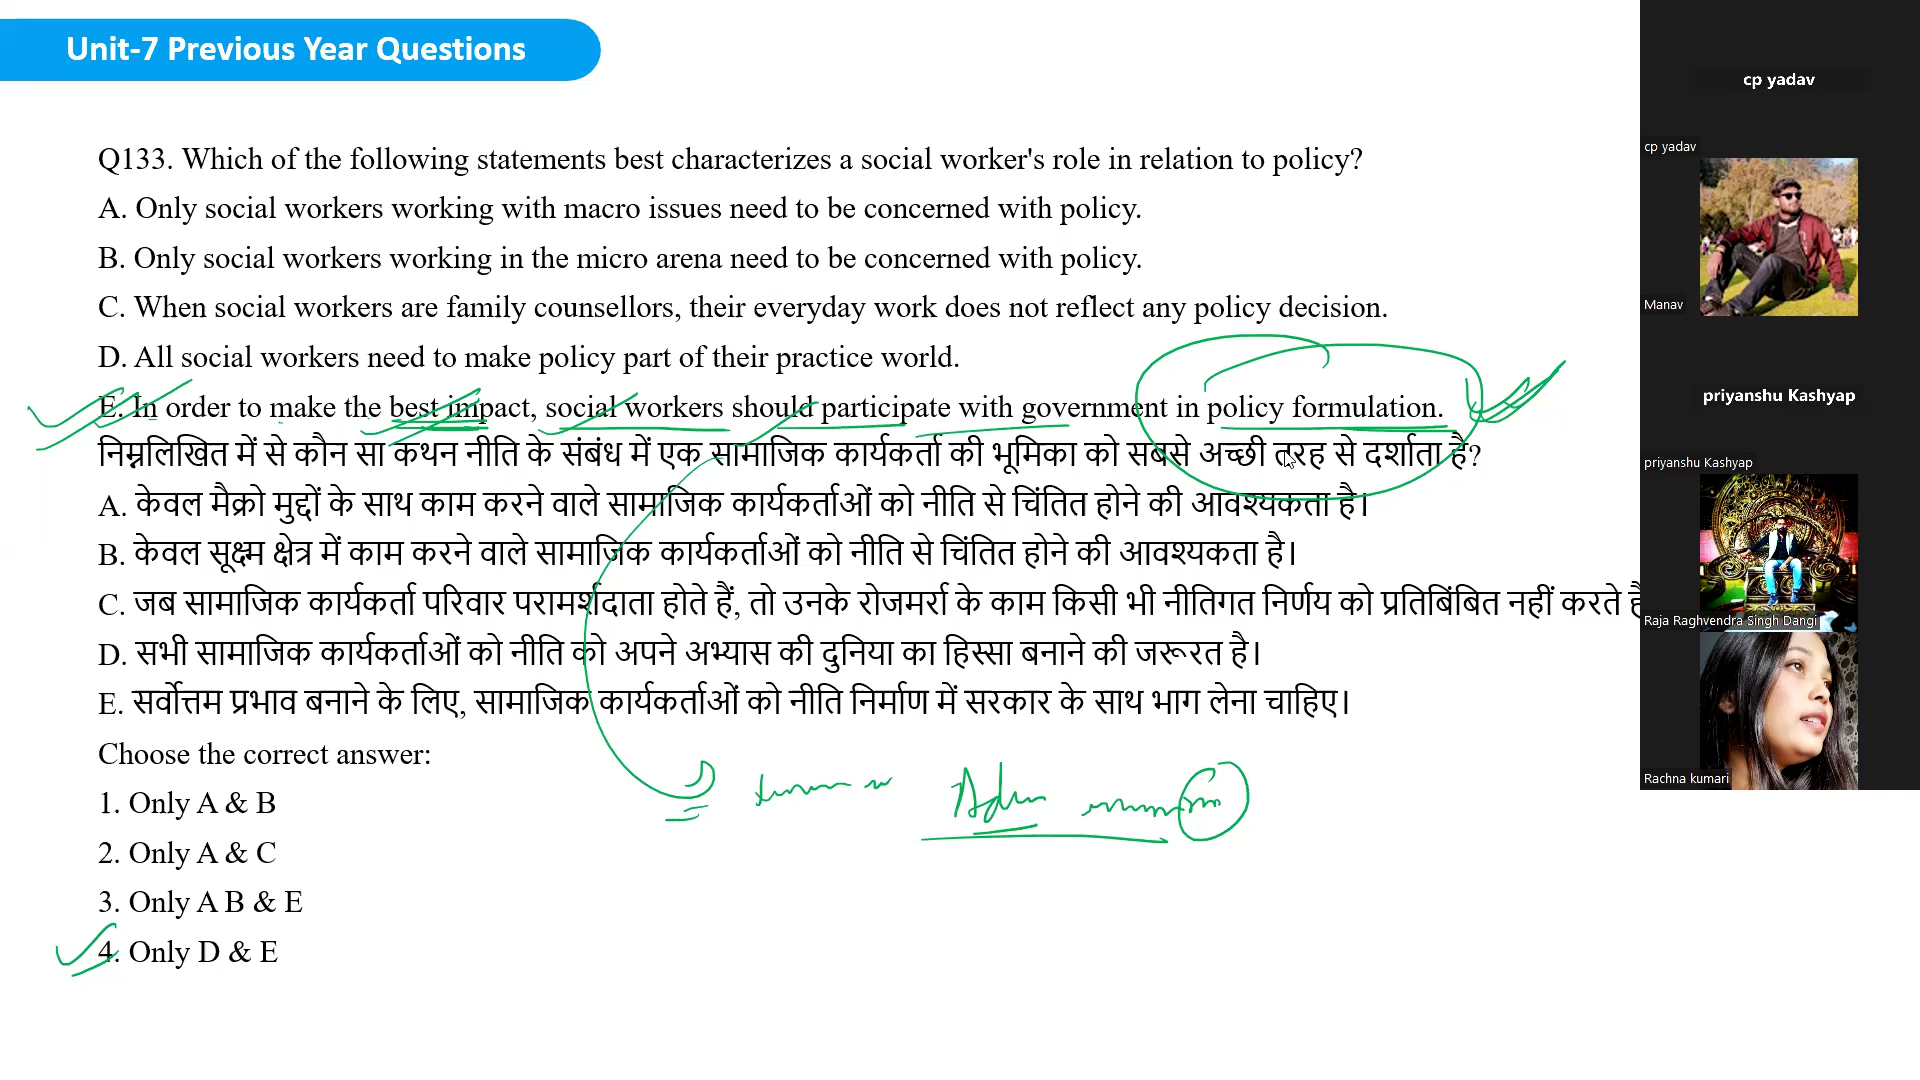 Unit-7 Previous Year Questions
Q133. Which of the following statements best characterizes a social worker's role in relation to policy?
A. Only social workers working with macro issues need to be concerned with policy.
B. Only social workers working in the micro arena need to be concerned with policy.
C. When social workers are family counsellors, their everyday work does not reflect any policy decision.
D. All social workers need to make policy part of their practice world.
E. In order to make the best impact, social workers should participate with government in policy formulation.
निम्नलिखित में से कौन सा कथन नीति के संबंध में एक सामाजिक कार्यकर्ता की भूमिका को सबसे अच्छी तरह से दर्शाता है?
A. केवल मैक्रो मुद्दों के साथ काम करने वाले सामाजिक कार्यकर्ताओं को नीति से चिंतित होने की आवश्यकता है।
B. केवल सूक्ष्म क्षेत्र में काम करने वाले सामाजिक कार्यकर्ताओं को नीति से चिंतित होने की आवश्यकता है।
C. जब सामाजिक कार्यकर्ता परिवार परामर्शदाता होते हैं, तो उनके रोजमर्रा के काम किसी भी नीतिगत निर्णय को प्रतिबिंबित नहीं करते
D. सभी सामाजिक कार्यकर्ताओं को नीति को अपने अभ्यास की दुनिया का हिस्सा बनाने की जरूरत है।
E. सर्वोत्तम प्रभाव बनाने के लिए, सामाजिक कार्यकर्ताओं को नीति निर्माण में सरकार के साथ भाग लेना चाहिए।
Choose the correct answer:
1. Only A & B
2. Only A & C
3. Only A B & E
4. Only D & E
cp yadav
cp yadav
Manav
priyanshu Kashyap
priyanshu Kashyap
Raja Raghvendra Singh Dangi
Rachna kumari